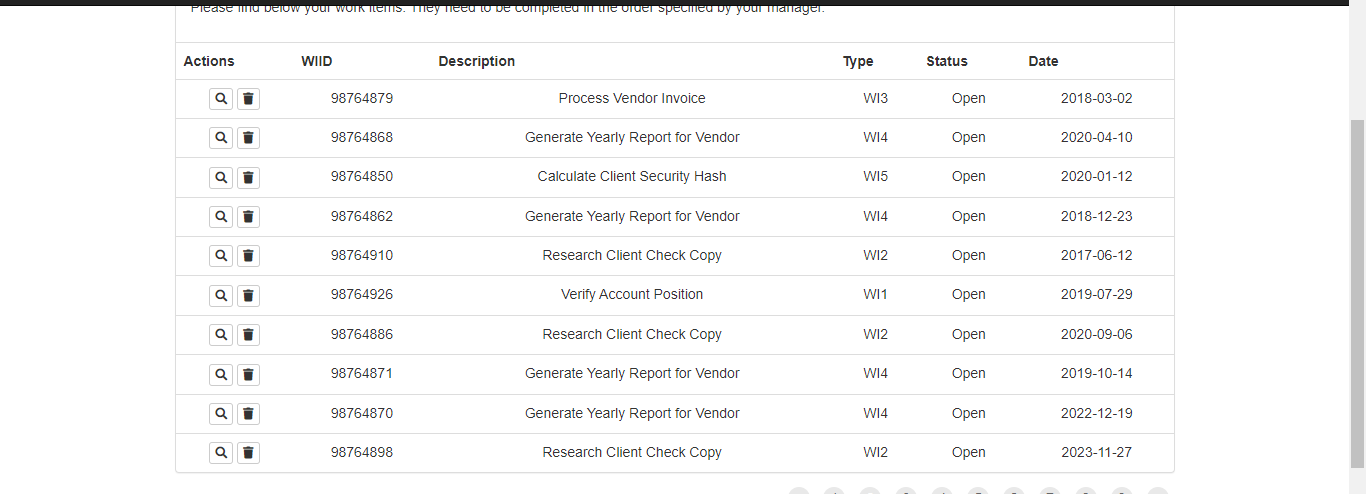 Please find below your work items. They need to be completed in the order specified by your manager.
Actions WIID Description Type Status Date
98764879 Process Vendor Invoice WI3 Open 2018-03-02
98764868 Generate Yearly Report for Vendor WI4 Open 2020-04-10
98764850 Calculate Client Security Hash WI5 Open 2020-01-12
98764862 Generate Yearly Report for Vendor WI4 Open 2018-12-23
98764910 Research Client Check Copy WI2 Open 2017-06-12
98764926 Verify Account Position WI1 Open 2019-07-29
98764886 Research Client Check Copy WI2 Open 2020-09-06
98764871 Generate Yearly Report for Vendor WI4 Open 2019-10-14
98764870 Generate Yearly Report for Vendor WI4 Open 2022-12-19
98764898 Research Client Check Copy WI2 Open 2023-11-27